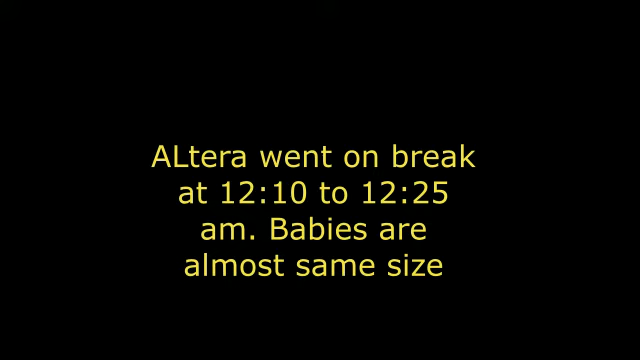 ALtera went on break
at 12:10 to 12:25
am. Babies are
almost same size